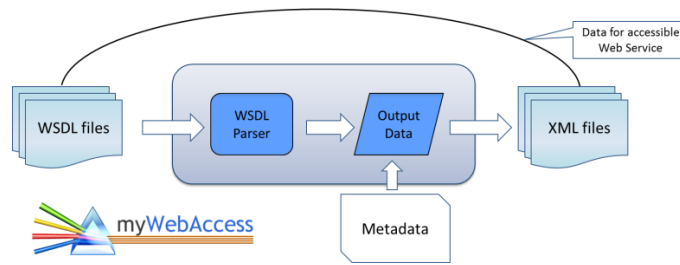 Data for accessible
Web Service
WSDL files
WSDL
Parser
Output
Data
XML files
Metadata
myWebAccess